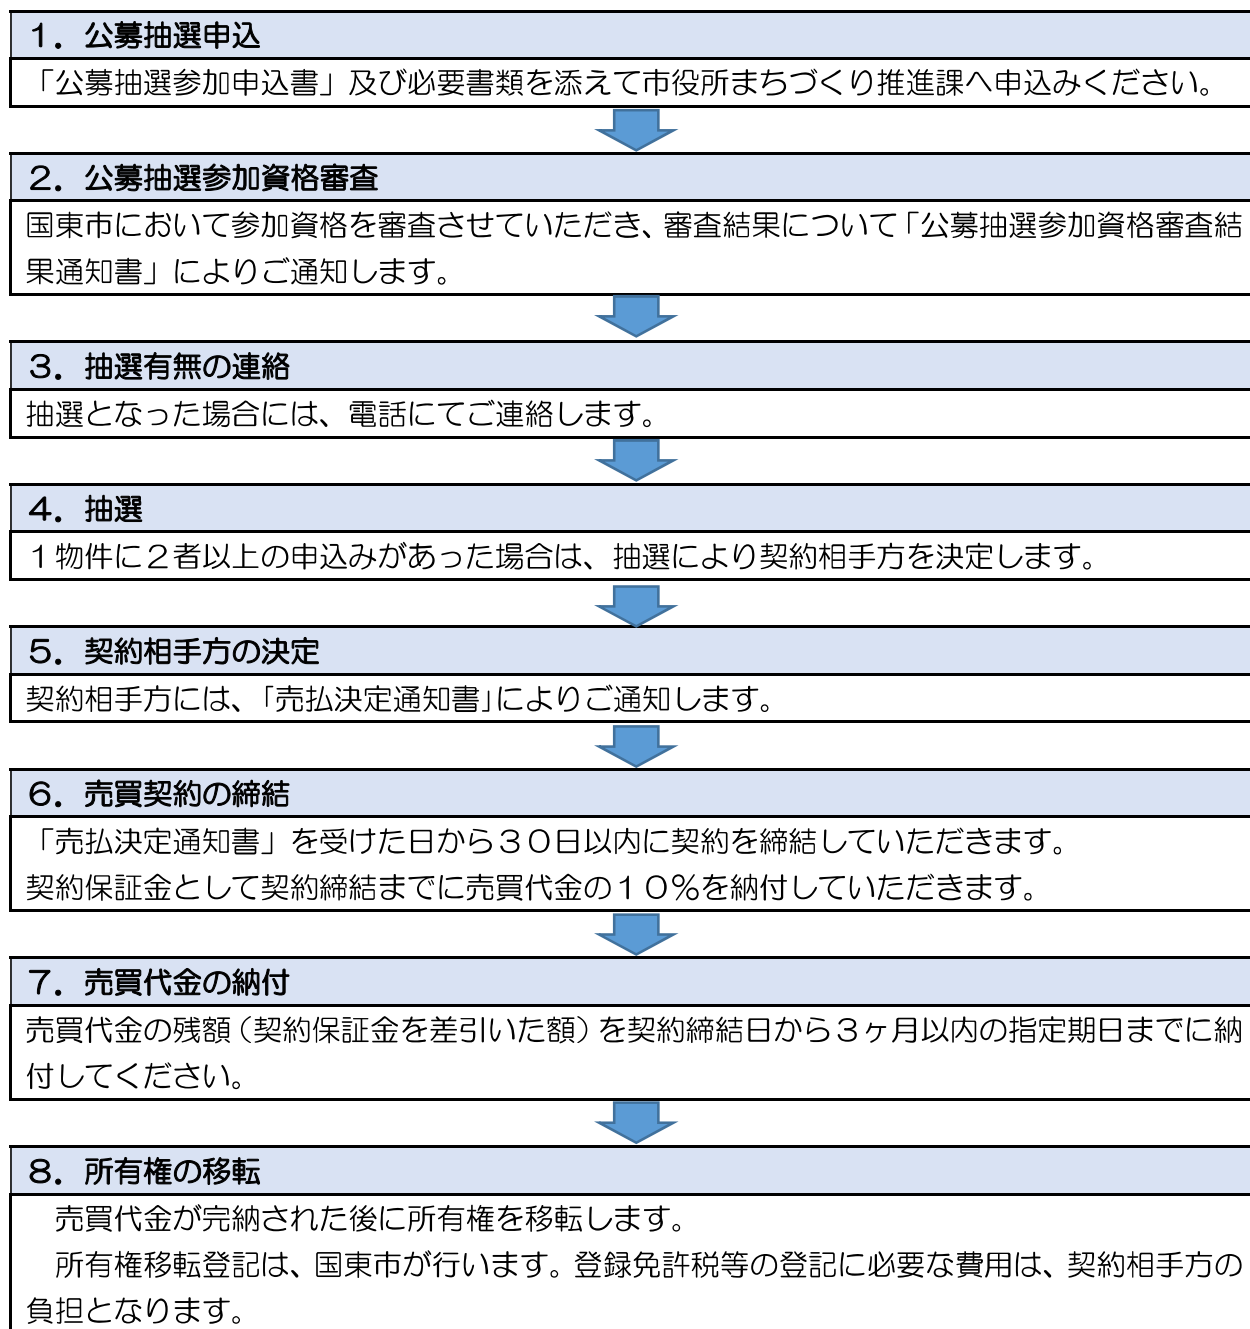 １．公募抽選申込
「公募抽選参加申込書」及び必要書類を添えて市役所まちづくり推進課へ申込みください。
２．公募抽選参加資格審査
国東市において参加資格を審査させていただき、審査結果について「公募抽選参加資格審査結
果通知書」によりご通知します。
３．抽選有無の連絡
抽選となった場合には、電話にてご連絡します。
４．抽選
１物件に２者以上の申込みがあった場合は、抽選により契約相手方を決定します。
５．契約相手方の決定
契約相手方には、「売払決定通知書」によりご通知します。
６．売買契約の締結
「売払決定通知書」を受けた日から３０日以内に契約を締結していただきます。
契約保証金として契約締結までに売買代金の１０％を納付していただきます。
７．売買代金の納付
売買代金の残額（契約保証金を差引いた額）を契約締結日から３ヶ月以内の指定期日までに納
付してください。
８．所有権の移転
売買代金が完納された後に所有権を移転します。
所有権移転登記は、国東市が行います。登録免許税等の登記に必要な費用は、契約相手方の
負担となります。